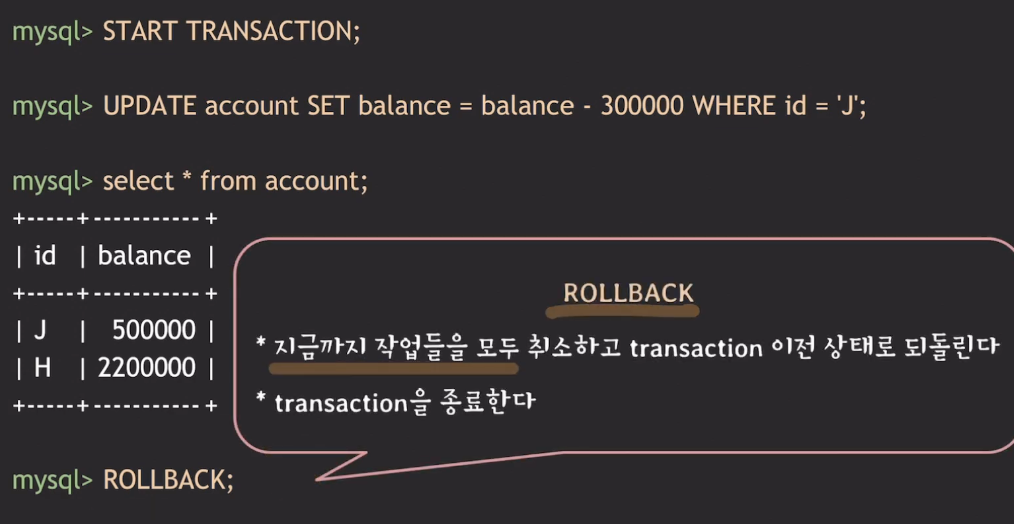 mysql> START TRANSACTION;
mysql> UPDATE account SET balance = balance - 300000 WHERE id = 'J';
mysql> select * from account;
+-----+-----------+
| id | balance |
+-----+-----------+
| J | 500000 |
| H | 2200000 |
+-----+-----------+
ROLLBACK
* 지금까지 작업들을 모두 취소하고 transaction 이전 상태로 되돌린다
* transaction을 종료한다
mysql> ROLLBACK;